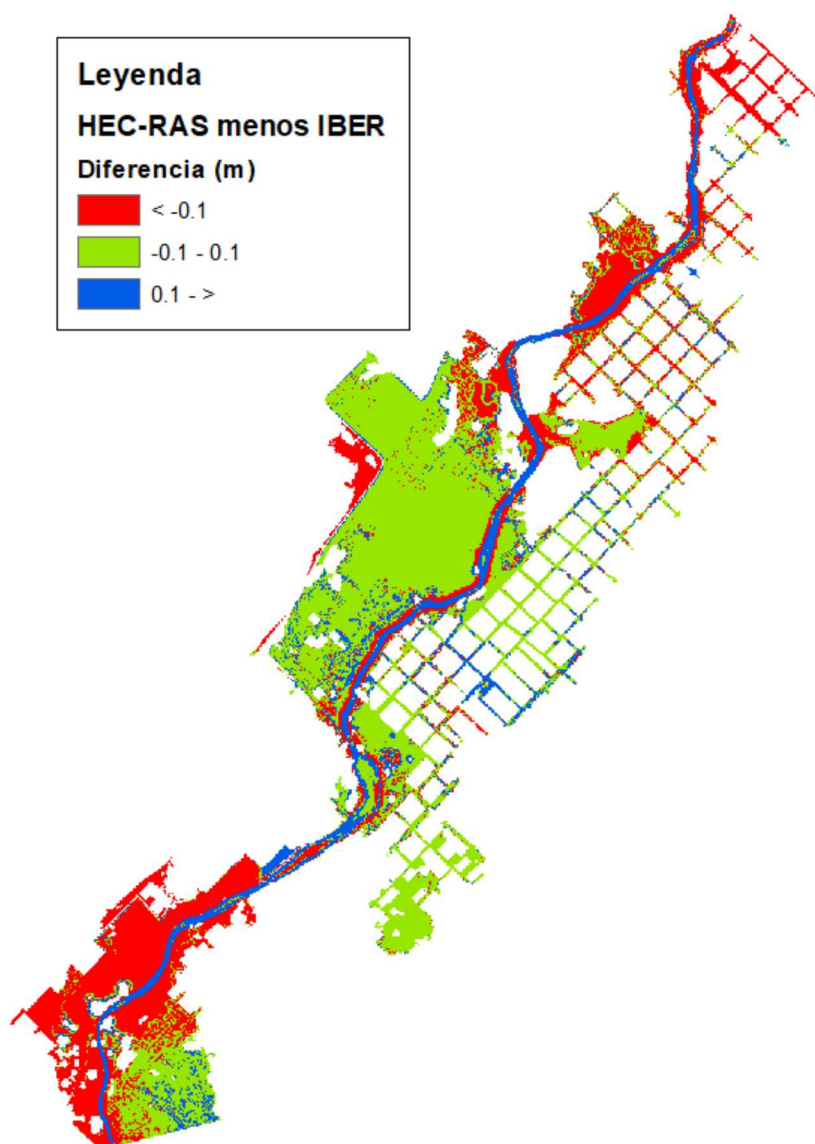 Leyenda
HEC-RAS menos IBER
Diferencia (m)
< -0.1
-0.1 - 0.1
0.1 - >